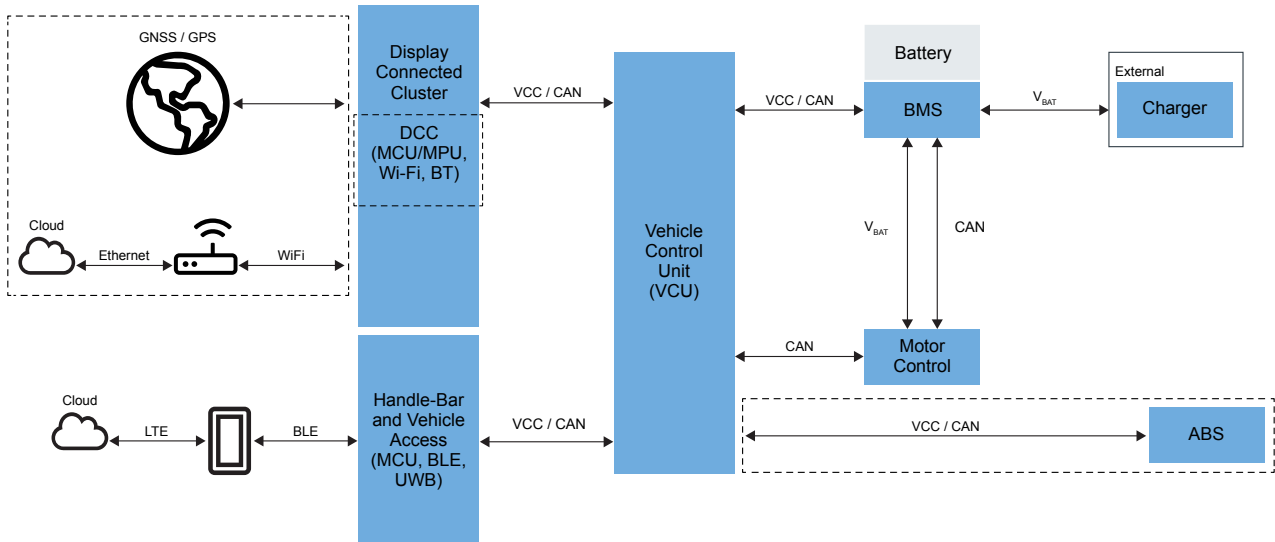 GNSS / GPS
Cloud
Ethernet
WiFi
Display
Connected
Cluster
DCC
(MCU/MPU,
Wi-Fi, BT)
VCC / CAN
Cloud
LTE
BLE
Handle-Bar
and Vehicle
Access
(MCU, BLE,
UWB)
VCC / CAN
Vehicle
Control
Unit
(VCU)
VCC / CAN
Battery
BMS
VBAT
External
Charger
VBAT
CAN
CAN
Motor
Control
VCC / CAN
ABS